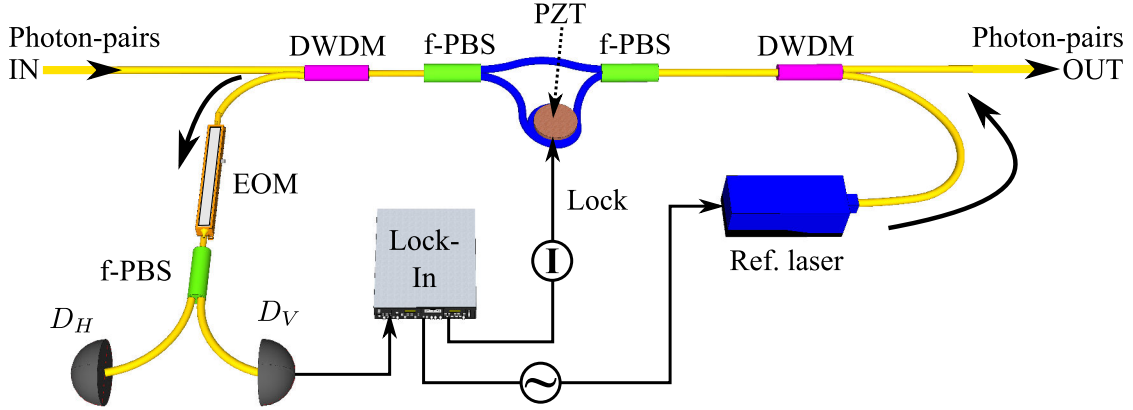 PZT
Photon-pairs
IN
DWDM
f-PBS
f-PBS
DWDM
Photon-pairs
OUT
EOM
Lock
Lock-
In
I
Ref. laser
f-PBS
D_H
D_V
~